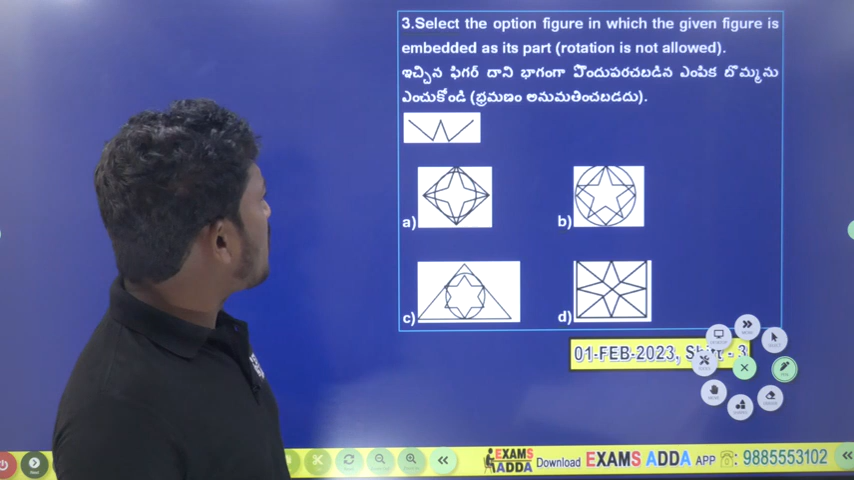 3.Select the option figure in which the given figure is
embedded as its part (rotation is not allowed).
ఇచ్చిన ఫిగర్ దాని భాగంగా పొందుపరచబడిన ఎంపిక బొమ్మను
ఎంచుకోండి (భ్రమణం అనుమతించబడదు).
a)
b)
c)
d)
01-FEB-2023, Shift - 3
EXAMS ADDA Download EXAMS ADDA APP ☎: 9885553102